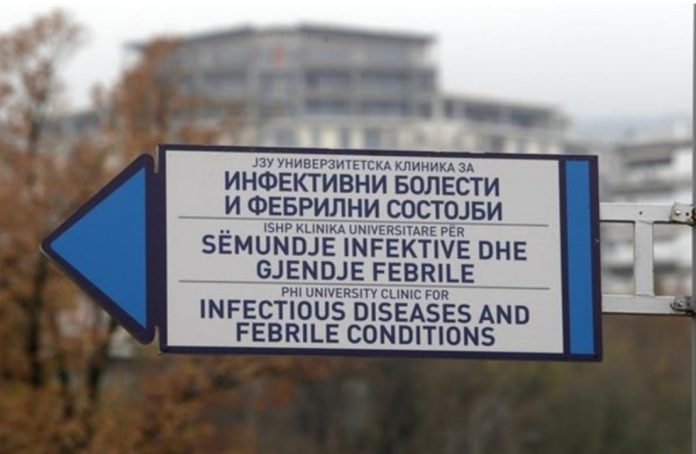 ЈЗУ УНИВЕРЗИТЕТСКА КЛИНИКА ЗА
ИНФЕКТИВНИ БОЛЕСТИ
И ФЕБРИЛНИ СОСТОЈБИ
ISHP KLINIKA UNIVERSITARE PËR
SËMUNDJE INFEKTIVE DHE
GJENDJE FEBRILE
PHI UNIVERSITY CLINIC FOR
INFECTIOUS DISEASES AND
FEBRILE CONDITIONS